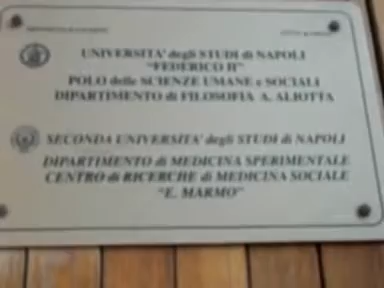 UNIVERSITA' degli STUDI di NAPOLI
"FEDERICO II"
POLO delle SCIENZE UMANE e SOCIALI
DIPARTIMENTO di FILOSOFIA A. ALIOTTA
SECONDA UNIVERSITA' degli STUDI di NAPOLI
DIPARTIMENTO di MEDICINA SPERIMENTALE
CENTRO di RICERCHE di MEDICINA SOCIALE
"E. MARMO"